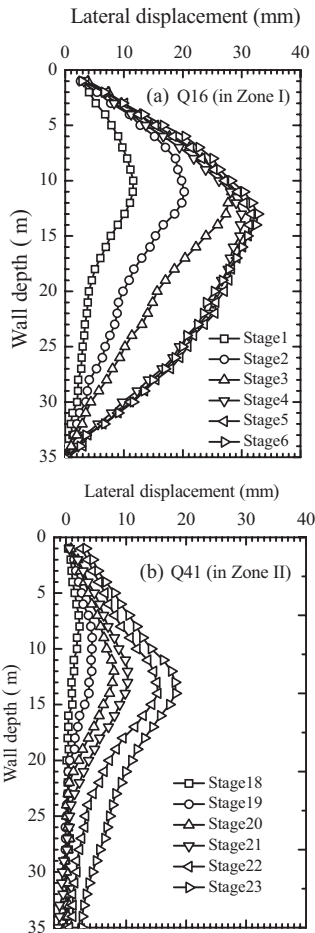 Lateral displacement (mm)
0 10 20 30 40
0
5
10
15
20
25
30
35
Wall depth ( m)
(a) Q16 (in Zone I)
Stage1
Stage2
Stage3
Stage4
Stage5
Stage6
Lateral displacement (mm)
0 10 20 30 40
0
5
10
15
20
25
30
35
Wall depth ( m)
(b) Q41 (in Zone II)
Stage18
Stage19
Stage20
Stage21
Stage22
Stage23